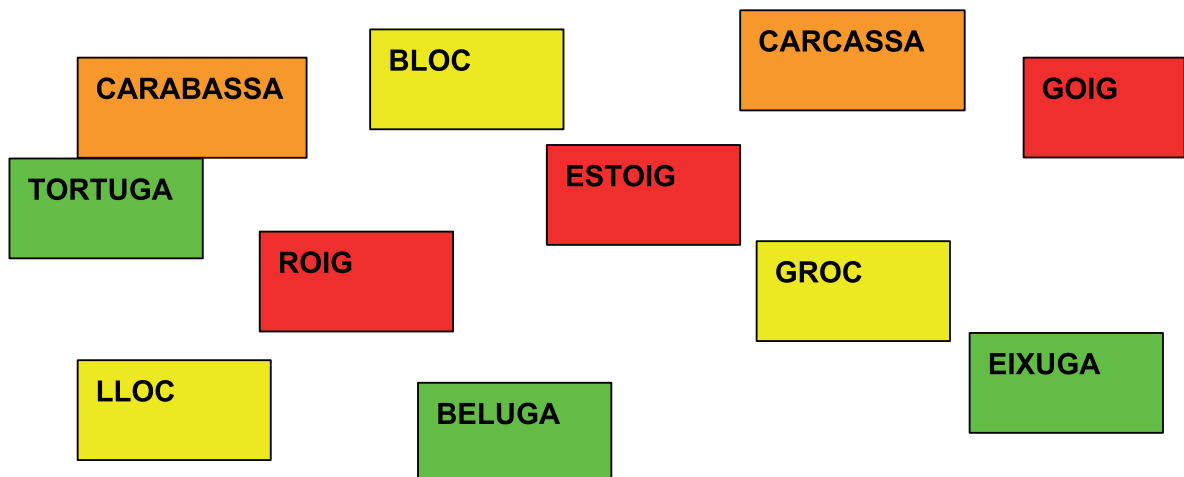 CARCASSA
BLOC
CARABASSA
GOIG
ESTOIG
TORTUGA
ROIG
GROC
EIXUGA
LLOC
BELUGA